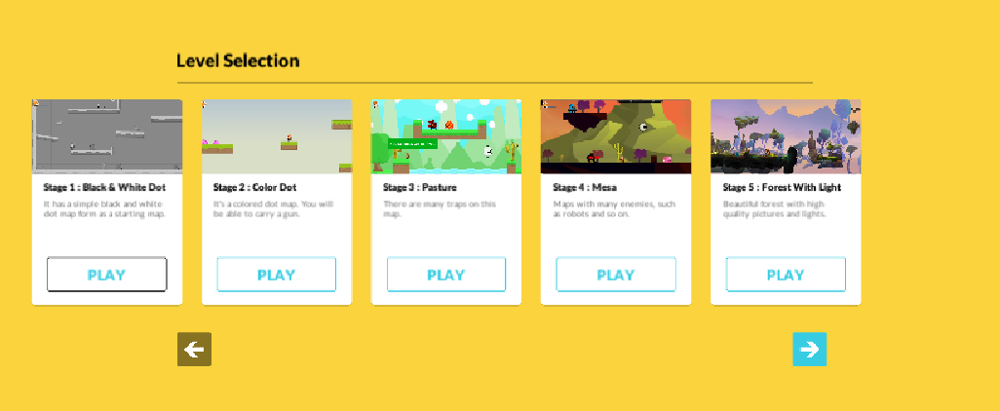 Level Selection
Stage 1 : Black & White Dot
It has a simple black and white
dot map form as a starting map.
PLAY
Stage 2 : Color Dot
It's a colored dot map. You will
be able to carry a gun.
PLAY
Stage 3 : Pasture
There are many traps on this
map.
PLAY
Stage 4 : Mesa
Maps with many enemies, such
as robots and so on.
PLAY
Stage 5 : Forest With Light
Beautiful forest with high
quality pictures and lights.
PLAY